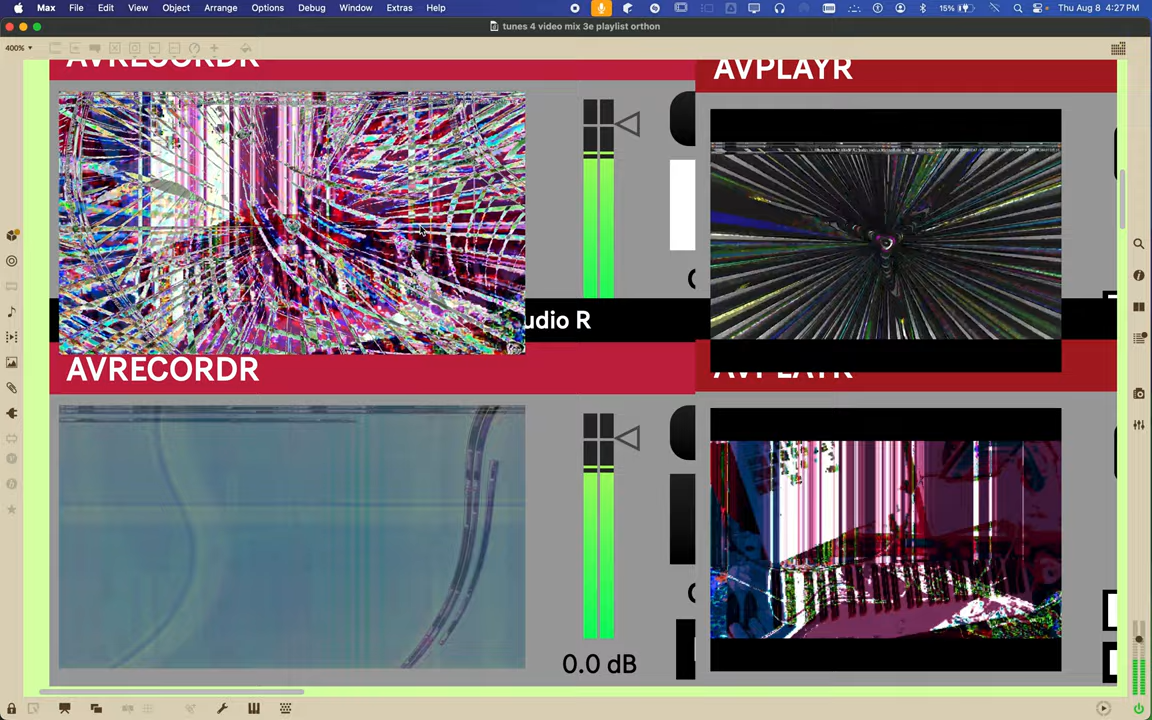 Max File Edit View Object Arrange Options Debug Window Extras Help 15% Thu Aug 8 4:27 PM
tunes 4 video mix 3e playlist orthon
400%
AVRECORDR
AVPLAYR
udio R
AVRECORDR
AVPLAYR
0.0 dB